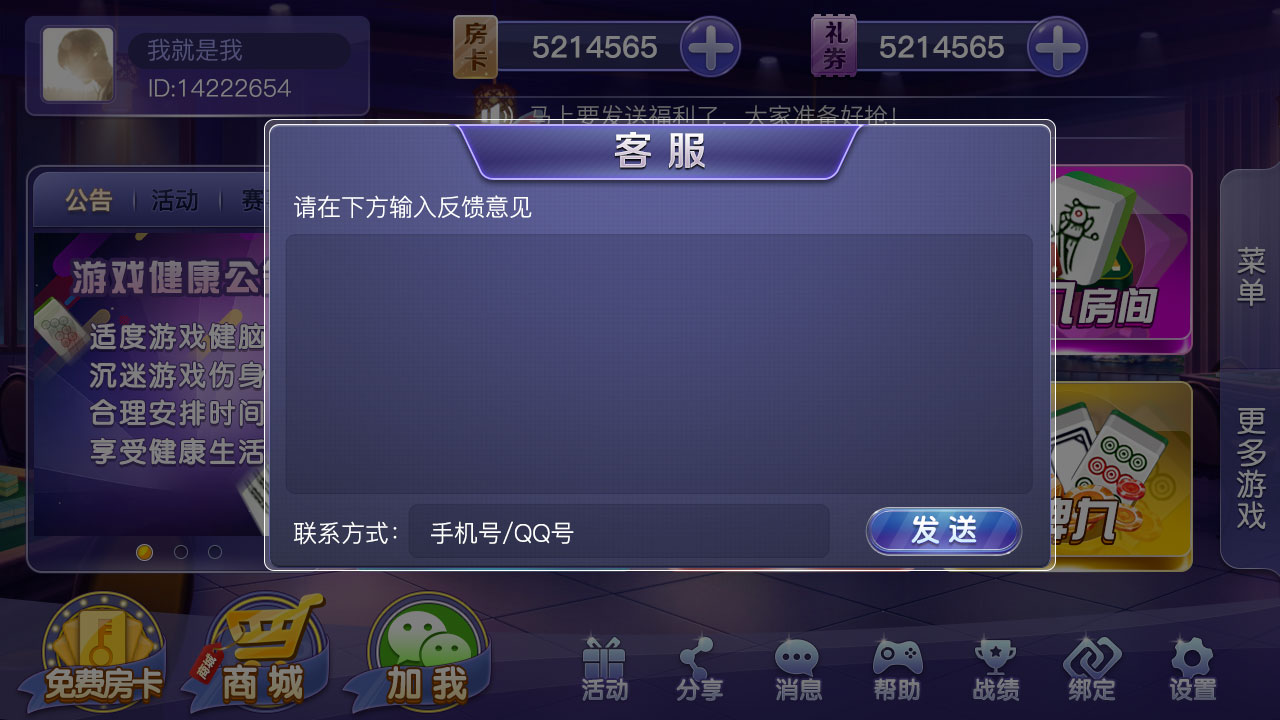 我就是我
ID:14222654
房卡
5214565
礼券
5214565
马上要发送福利了，大家准备好抢！
客服
请在下方输入反馈意见
联系方式：
手机号/QQ号
发送
公告
活动
赛
游戏健康公
适度游戏健脑
沉迷游戏伤身
合理安排时间
享受健康生活
房间
牌九
菜单
更多游戏
免费房卡
商城
商城
加我
活动
分享
消息
帮助
战绩
绑定
设置